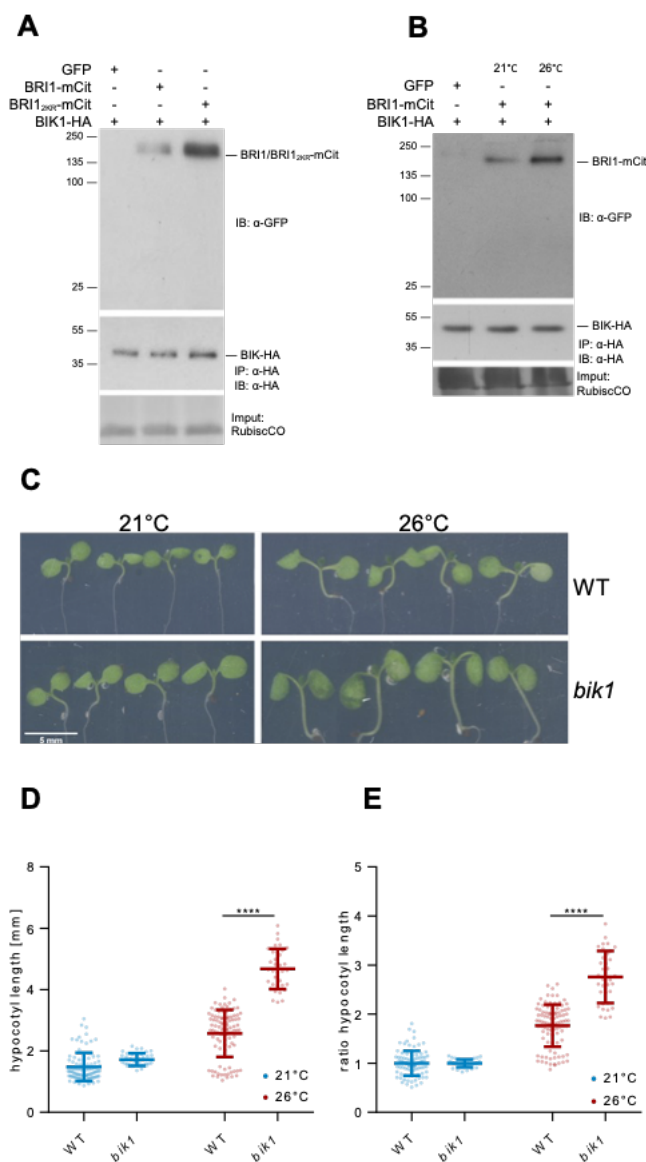 A
GFP + - -
BRI1-mCit - + -
BRI1₂ₖᵣ-mCit - - +
BIK1-HA + + +
250
135
100
25
BRI1/BRI1₂ₖᵣ-mCit
IB: α-GFP
55
35
BIK-HA
IP: α-HA
IB: α-HA
Imput:
RubiscCO
B
21°C 26°C
GFP + - -
BRI1-mCit - + +
BIK1-HA + + +
250
135
100
25
BRI1-mCit
IB: α-GFP
55
35
BIK-HA
IP: α-HA
IB: α-HA
Imput:
RubiscCO
C
21°C 26°C
WT
bik1
5 mm
D
hypocotyl length [mm]
8
6
4
2
0
****
21°C
26°C
WT bik1 WT bik1
E
ratio hypocotyl length
5
4
3
2
1
0
****
21°C
26°C
WT bik1 WT bik1